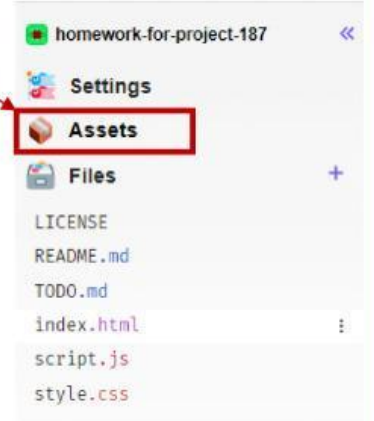 homework-for-project-187 «
Settings
Assets
Files +
LICENSE
README.md
TODO.md
index.html
script.js
style.css